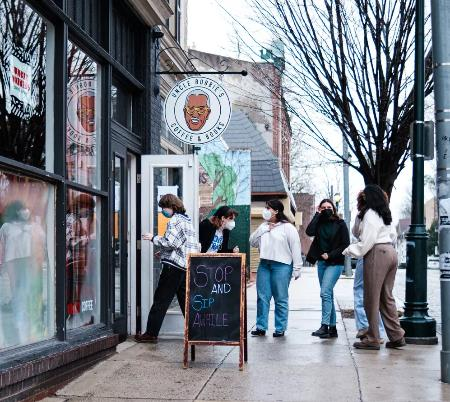 UNCLE BOBBIE'S
COFFEE & BOOKS
STOP
AND
SIP
AWHILE
COFFEE